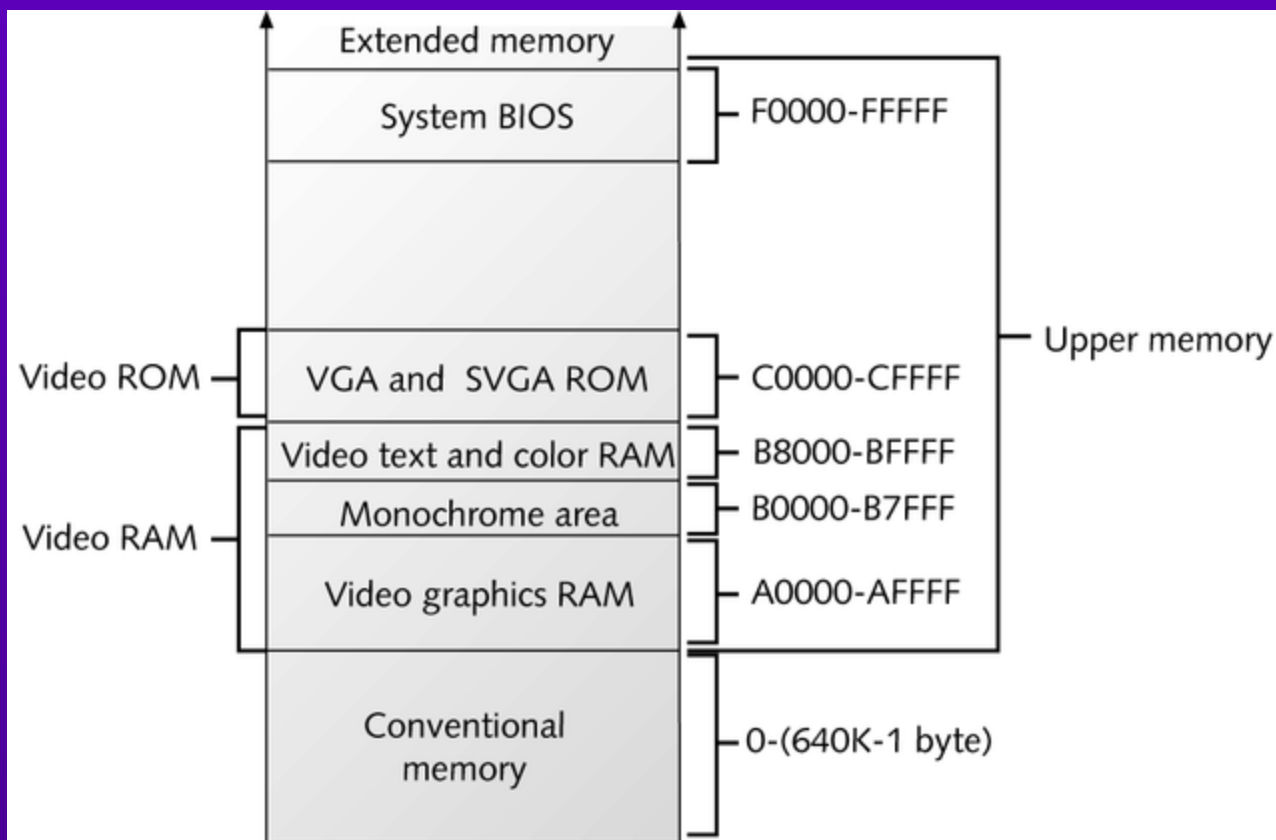 Extended memory
System BIOS
F0000-FFFFF
Upper memory
Video ROM
VGA and SVGA ROM
C0000-CFFFF
Video text and color RAM
B8000-BFFFF
Video RAM
Monochrome area
B0000-B7FFF
Video graphics RAM
A0000-AFFFF
Conventional
memory
0-(640K-1 byte)